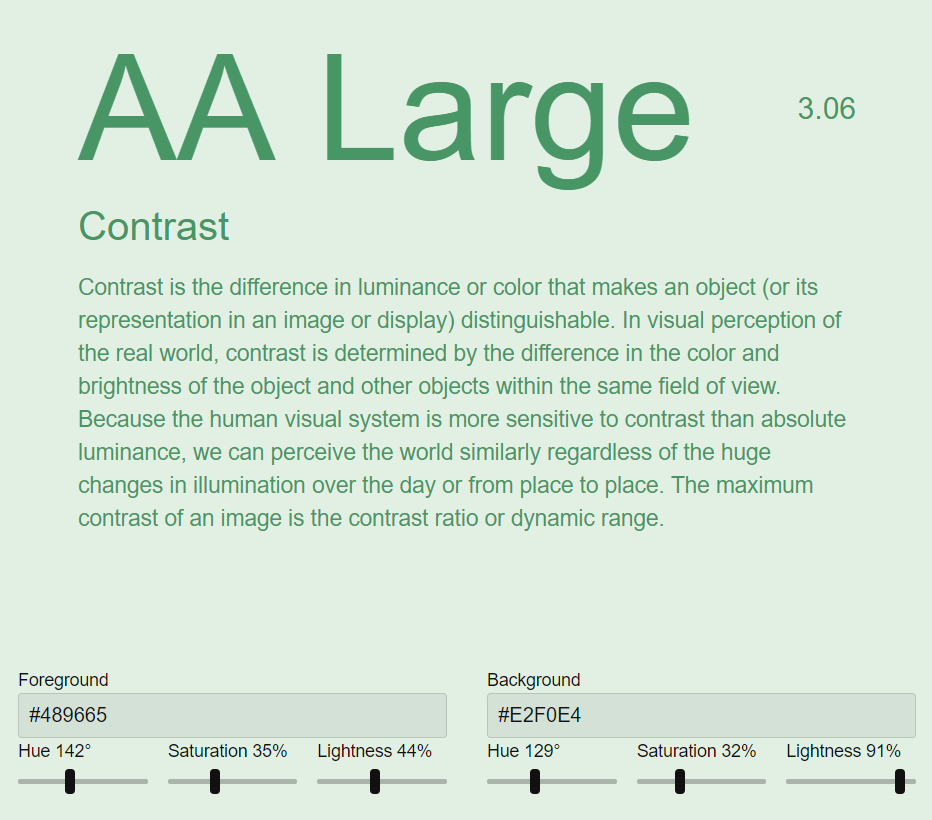 AA Large
3.06
Contrast
Contrast is the difference in luminance or color that makes an object (or its
representation in an image or display) distinguishable. In visual perception of
the real world, contrast is determined by the difference in the color and
brightness of the object and other objects within the same field of view.
Because the human visual system is more sensitive to contrast than absolute
luminance, we can perceive the world similarly regardless of the huge
changes in illumination over the day or from place to place. The maximum
contrast of an image is the contrast ratio or dynamic range.
Foreground
#489665
Hue 142° Saturation 35% Lightness 44%
Background
#E2F0E4
Hue 129° Saturation 32% Lightness 91%